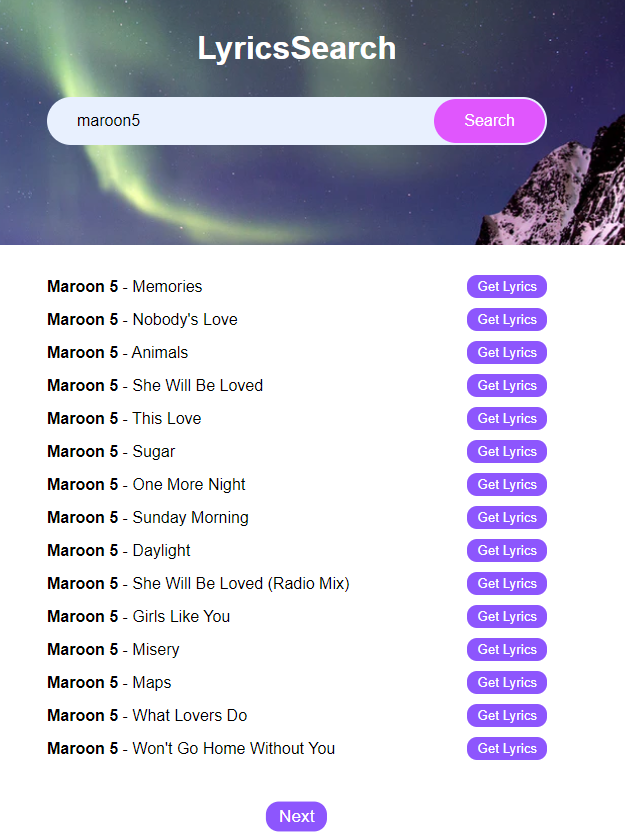 LyricsSearch
maroon5 Search
Maroon 5 - Memories Get Lyrics
Maroon 5 - Nobody's Love Get Lyrics
Maroon 5 - Animals Get Lyrics
Maroon 5 - She Will Be Loved Get Lyrics
Maroon 5 - This Love Get Lyrics
Maroon 5 - Sugar Get Lyrics
Maroon 5 - One More Night Get Lyrics
Maroon 5 - Sunday Morning Get Lyrics
Maroon 5 - Daylight Get Lyrics
Maroon 5 - She Will Be Loved (Radio Mix) Get Lyrics
Maroon 5 - Girls Like You Get Lyrics
Maroon 5 - Misery Get Lyrics
Maroon 5 - Maps Get Lyrics
Maroon 5 - What Lovers Do Get Lyrics
Maroon 5 - Won't Go Home Without You Get Lyrics
Next